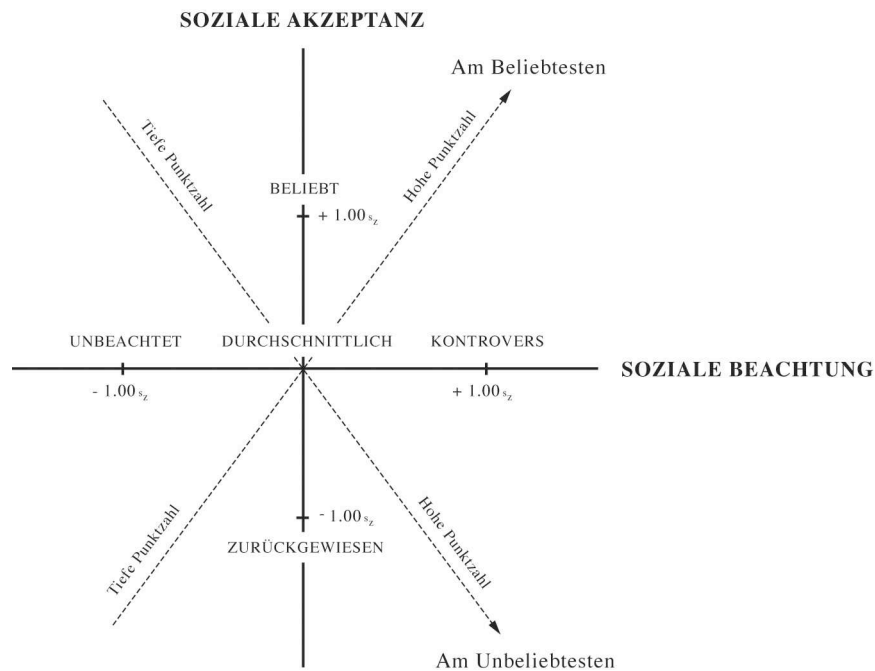 SOZIALE AKZEPTANZ
Am Beliebtesten
Tiefe Punktzahl
Hohe Punktzahl
BELIEBT
+ 1.00 sz
UNBEACHTET
DURCHSCHNITTLICH
KONTROVERS
SOZIALE BEACHTUNG
- 1.00 sz
+ 1.00 sz
Tiefe Punktzahl
Hohe Punktzahl
- 1.00 sz
ZURÜCKGEWIESEN
Am Unbeliebtesten